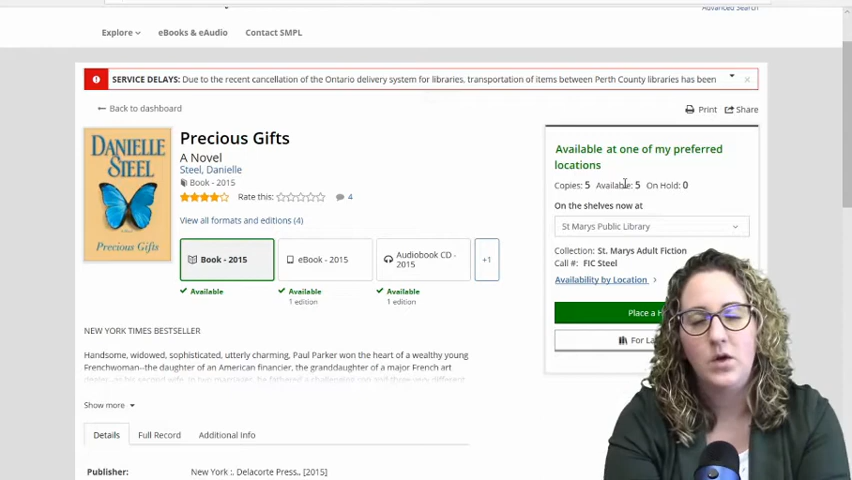 Advanced Search
Explore
eBooks & eAudio
Contact SMPL
SERVICE DELAYS: Due to the recent cancellation of the Ontario delivery system for libraries, transportation of items between Perth County libraries has been
Back to dashboard
Print
Share
DANIELLE
STEEL
Precious Gifts
Precious Gifts
A Novel
Steel, Danielle
Book - 2015
Rate this:
4
View all formats and editions (4)
Book - 2015
eBook - 2015
Audiobook CD -
2015
+1
Available
Available
1 edition
Available
1 edition
NEW YORK TIMES BESTSELLER
Handsome, widowed, sophisticated, utterly charming, Paul Parker won the heart of a wealthy young
Frenchwoman--the daughter of an American financier, the granddaughter of a major French art
Show more
Details
Full Record
Additional Info
Publisher:
New York :, Delacorte Press,, [2015]
Available at one of my preferred
locations
Copies: 5 Available: 5 On Hold: 0
On the shelves now at
St Marys Public Library
Collection: St. Marys Adult Fiction
Call #: FIC Steel
Availability by Location
Place a H
For La